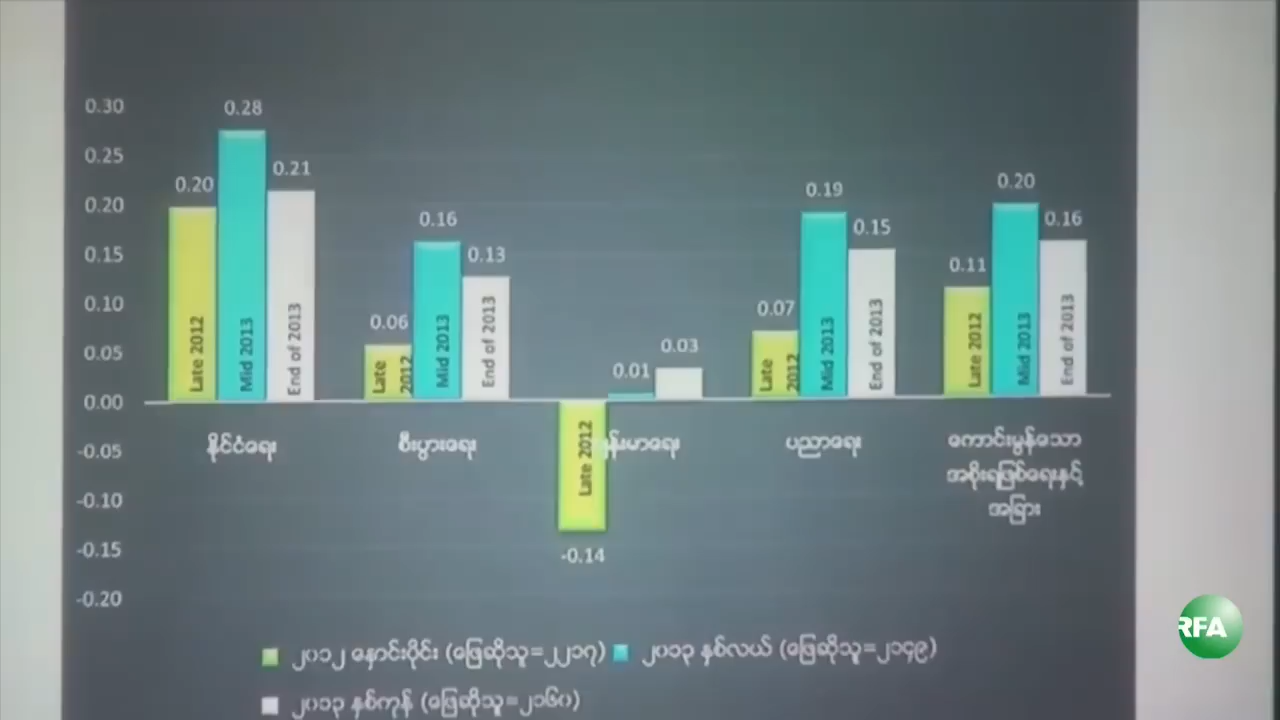 0.30
0.25
0.20
0.15
0.10
0.05
0.00
-0.05
-0.10
-0.15
-0.20
0.20
0.28
0.21
Late 2012
Mid 2013
End of 2013
နိုင်ငံရေး
0.06
0.16
0.13
Late 2012
Mid 2013
End of 2013
စီးပွားရေး
-0.14
0.01
0.03
Late 2012
0.07
0.19
0.15
Late 2012
Mid 2013
End of 2013
ပညာရေး
0.11
0.20
0.16
Late 2012
Mid 2013
End of 2013
ကောင်းမွန်သော
အစိုးရဖြစ်ရေးနှင့်
အခြား
၂၀၁၂ နှောင်းပိုင်း (ဖြေဆိုသူ=၂၂၁၇) ၂၀၁၃ နှစ်လယ် (ဖြေဆိုသူ=၂၁၄၉)
၂၀၁၃ နှစ်ကုန် (ဖြေဆိုသူ=၂၁၆၀)
RFA